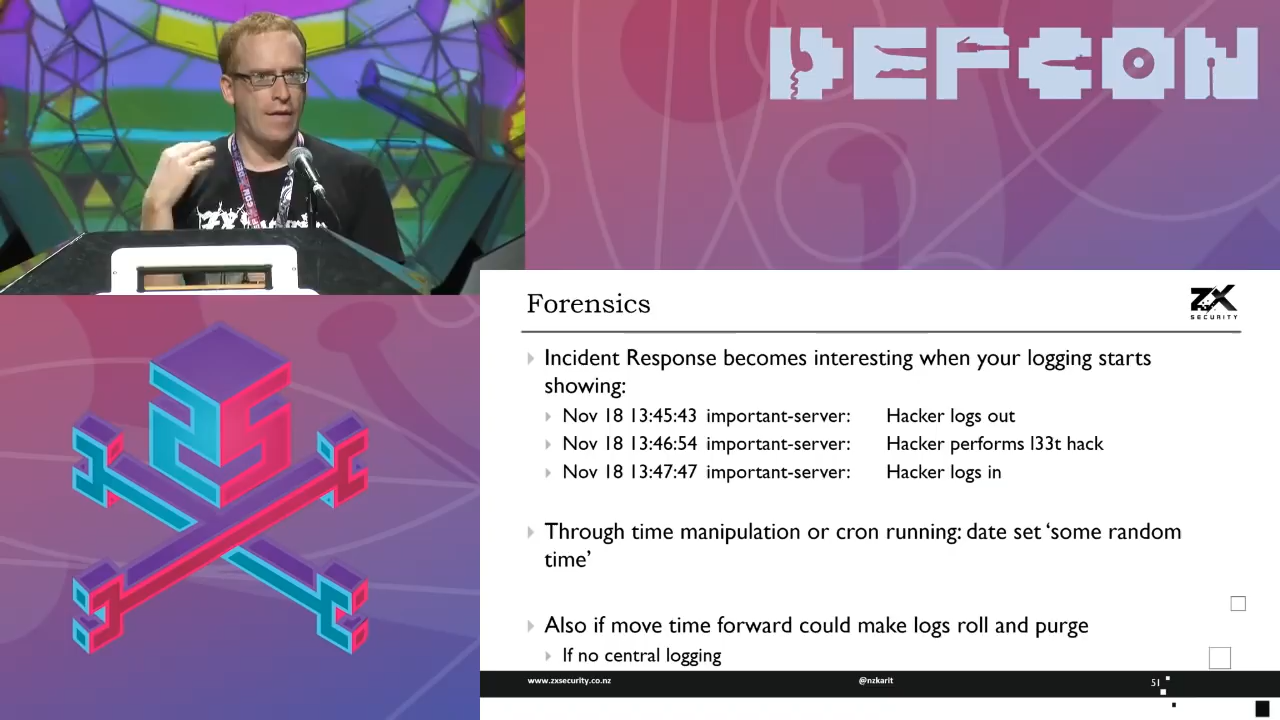 DEFCON
Forensics
ZX
SECURITY
Incident Response becomes interesting when your logging starts
showing:
Nov 18 13:45:43 important-server: Hacker logs out
Nov 18 13:46:54 important-server: Hacker performs l33t hack
Nov 18 13:47:47 important-server: Hacker logs in
Through time manipulation or cron running: date set ‘some random
time’
Also if move time forward could make logs roll and purge
If no central logging
www.zxsecurity.co.nz
@nzkarit
51